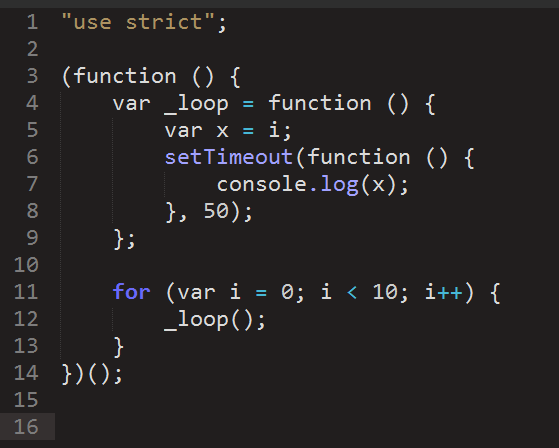 1 "use strict";
2
3 (function () {
4     var _loop = function () {
5         var x = i;
6         setTimeout(function () {
7             console.log(x);
8         }, 50);
9     };
10
11     for (var i = 0; i < 10; i++) {
12         _loop();
13     }
14 })();
15
16